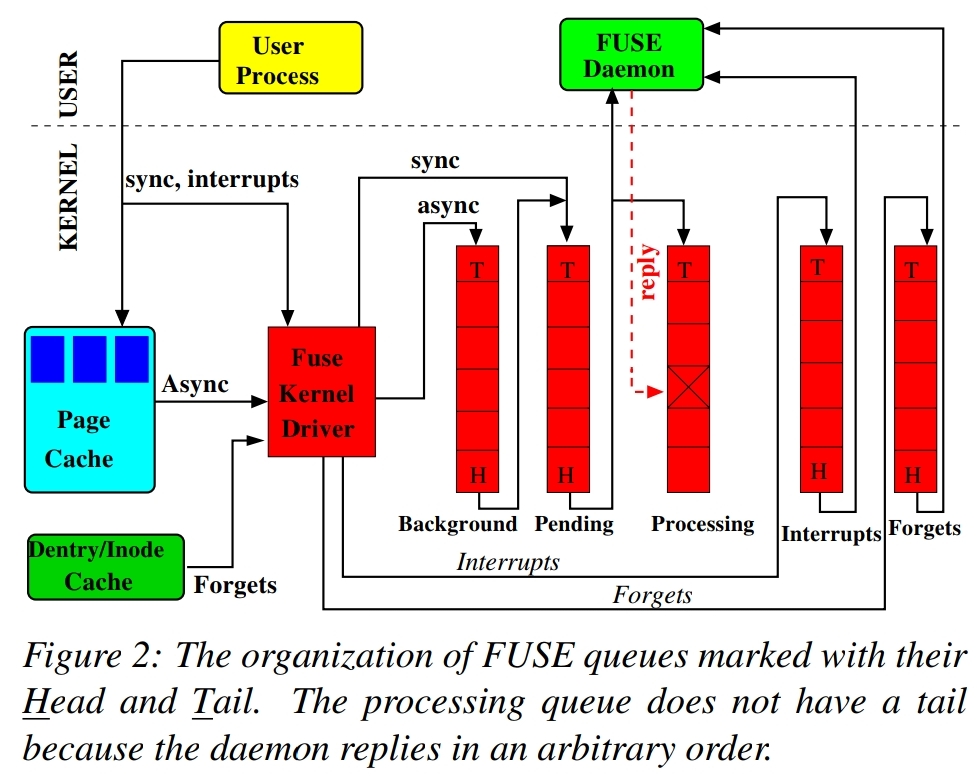 User
Process
FUSE
Daemon
USER
KERNEL
sync, interrupts
sync
async
reply
T
T
T
T
T
Fuse
Kernel
Driver
Async
Page
Cache
H
H
H
H
Background
Pending
Processing
Interrupts
Forgets
Dentry/Inode
Cache
Forgets
Interrupts
Forgets
Figure 2: The organization of FUSE queues marked with their
Head and Tail. The processing queue does not have a tail
because the daemon replies in an arbitrary order.